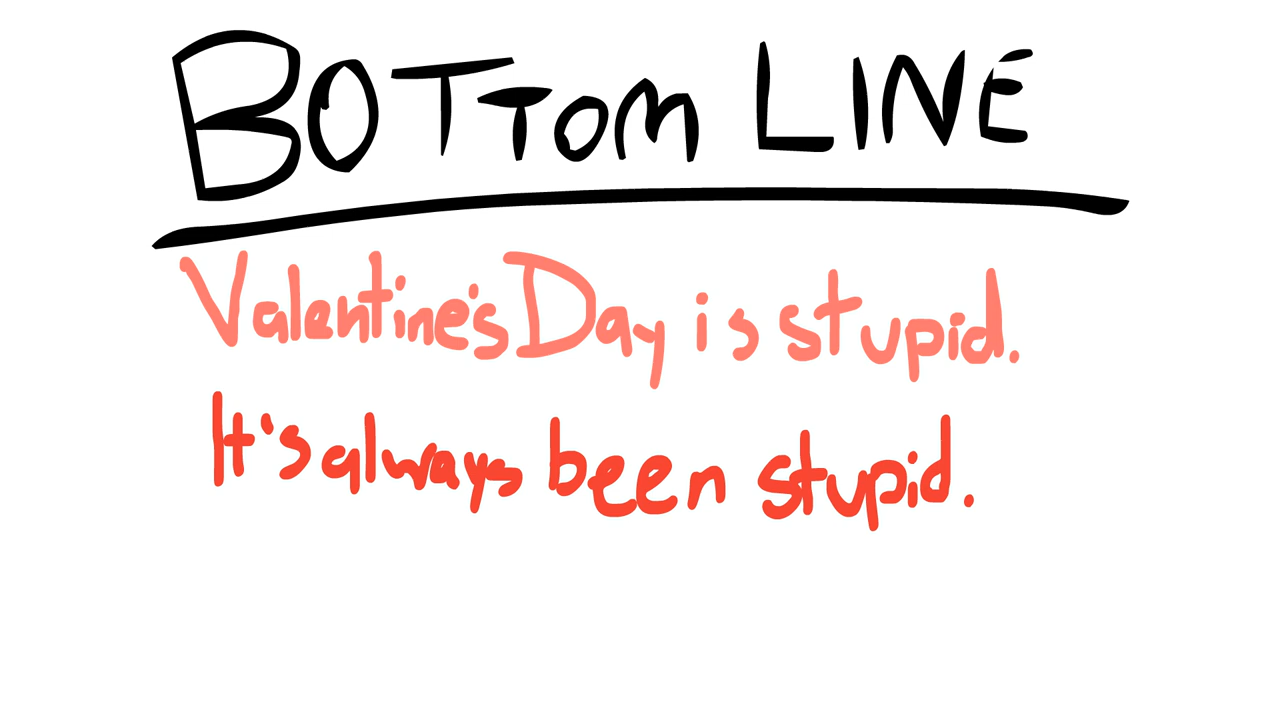 BOTTOM LINE
Valentine's Day is stupid.
It's always been stupid.